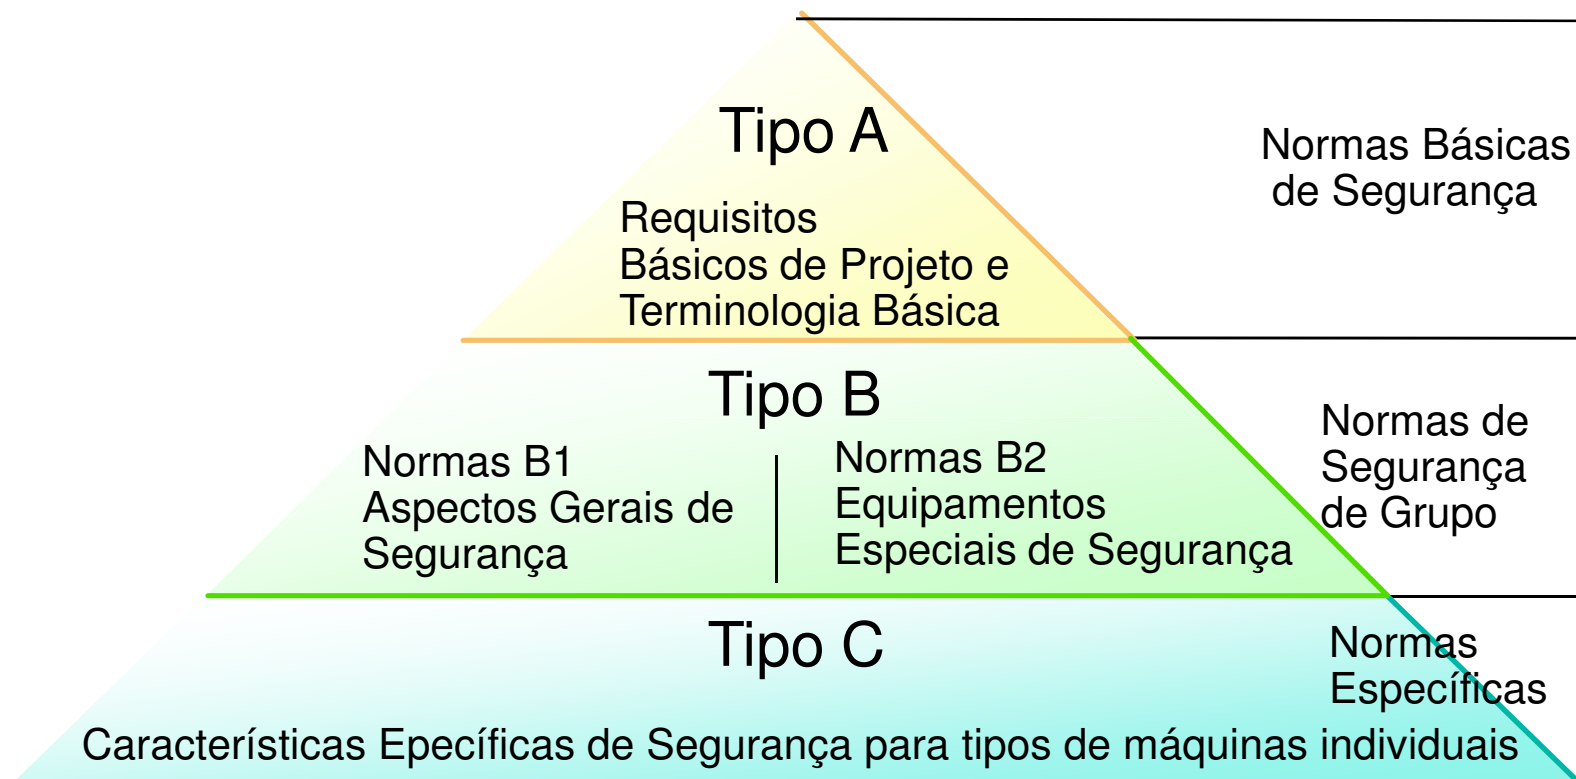 Tipo A
Requisitos
Básicos de Projeto e
Terminologia Básica
Normas Básicas
de Segurança
Tipo B
Normas B1
Aspectos Gerais de
Segurança
Normas B2
Equipamentos
Especiais de Segurança
Normas de
Segurança
de Grupo
Tipo C
Normas
Específicas
Características Epecíficas de Segurança para tipos de máquinas individuais